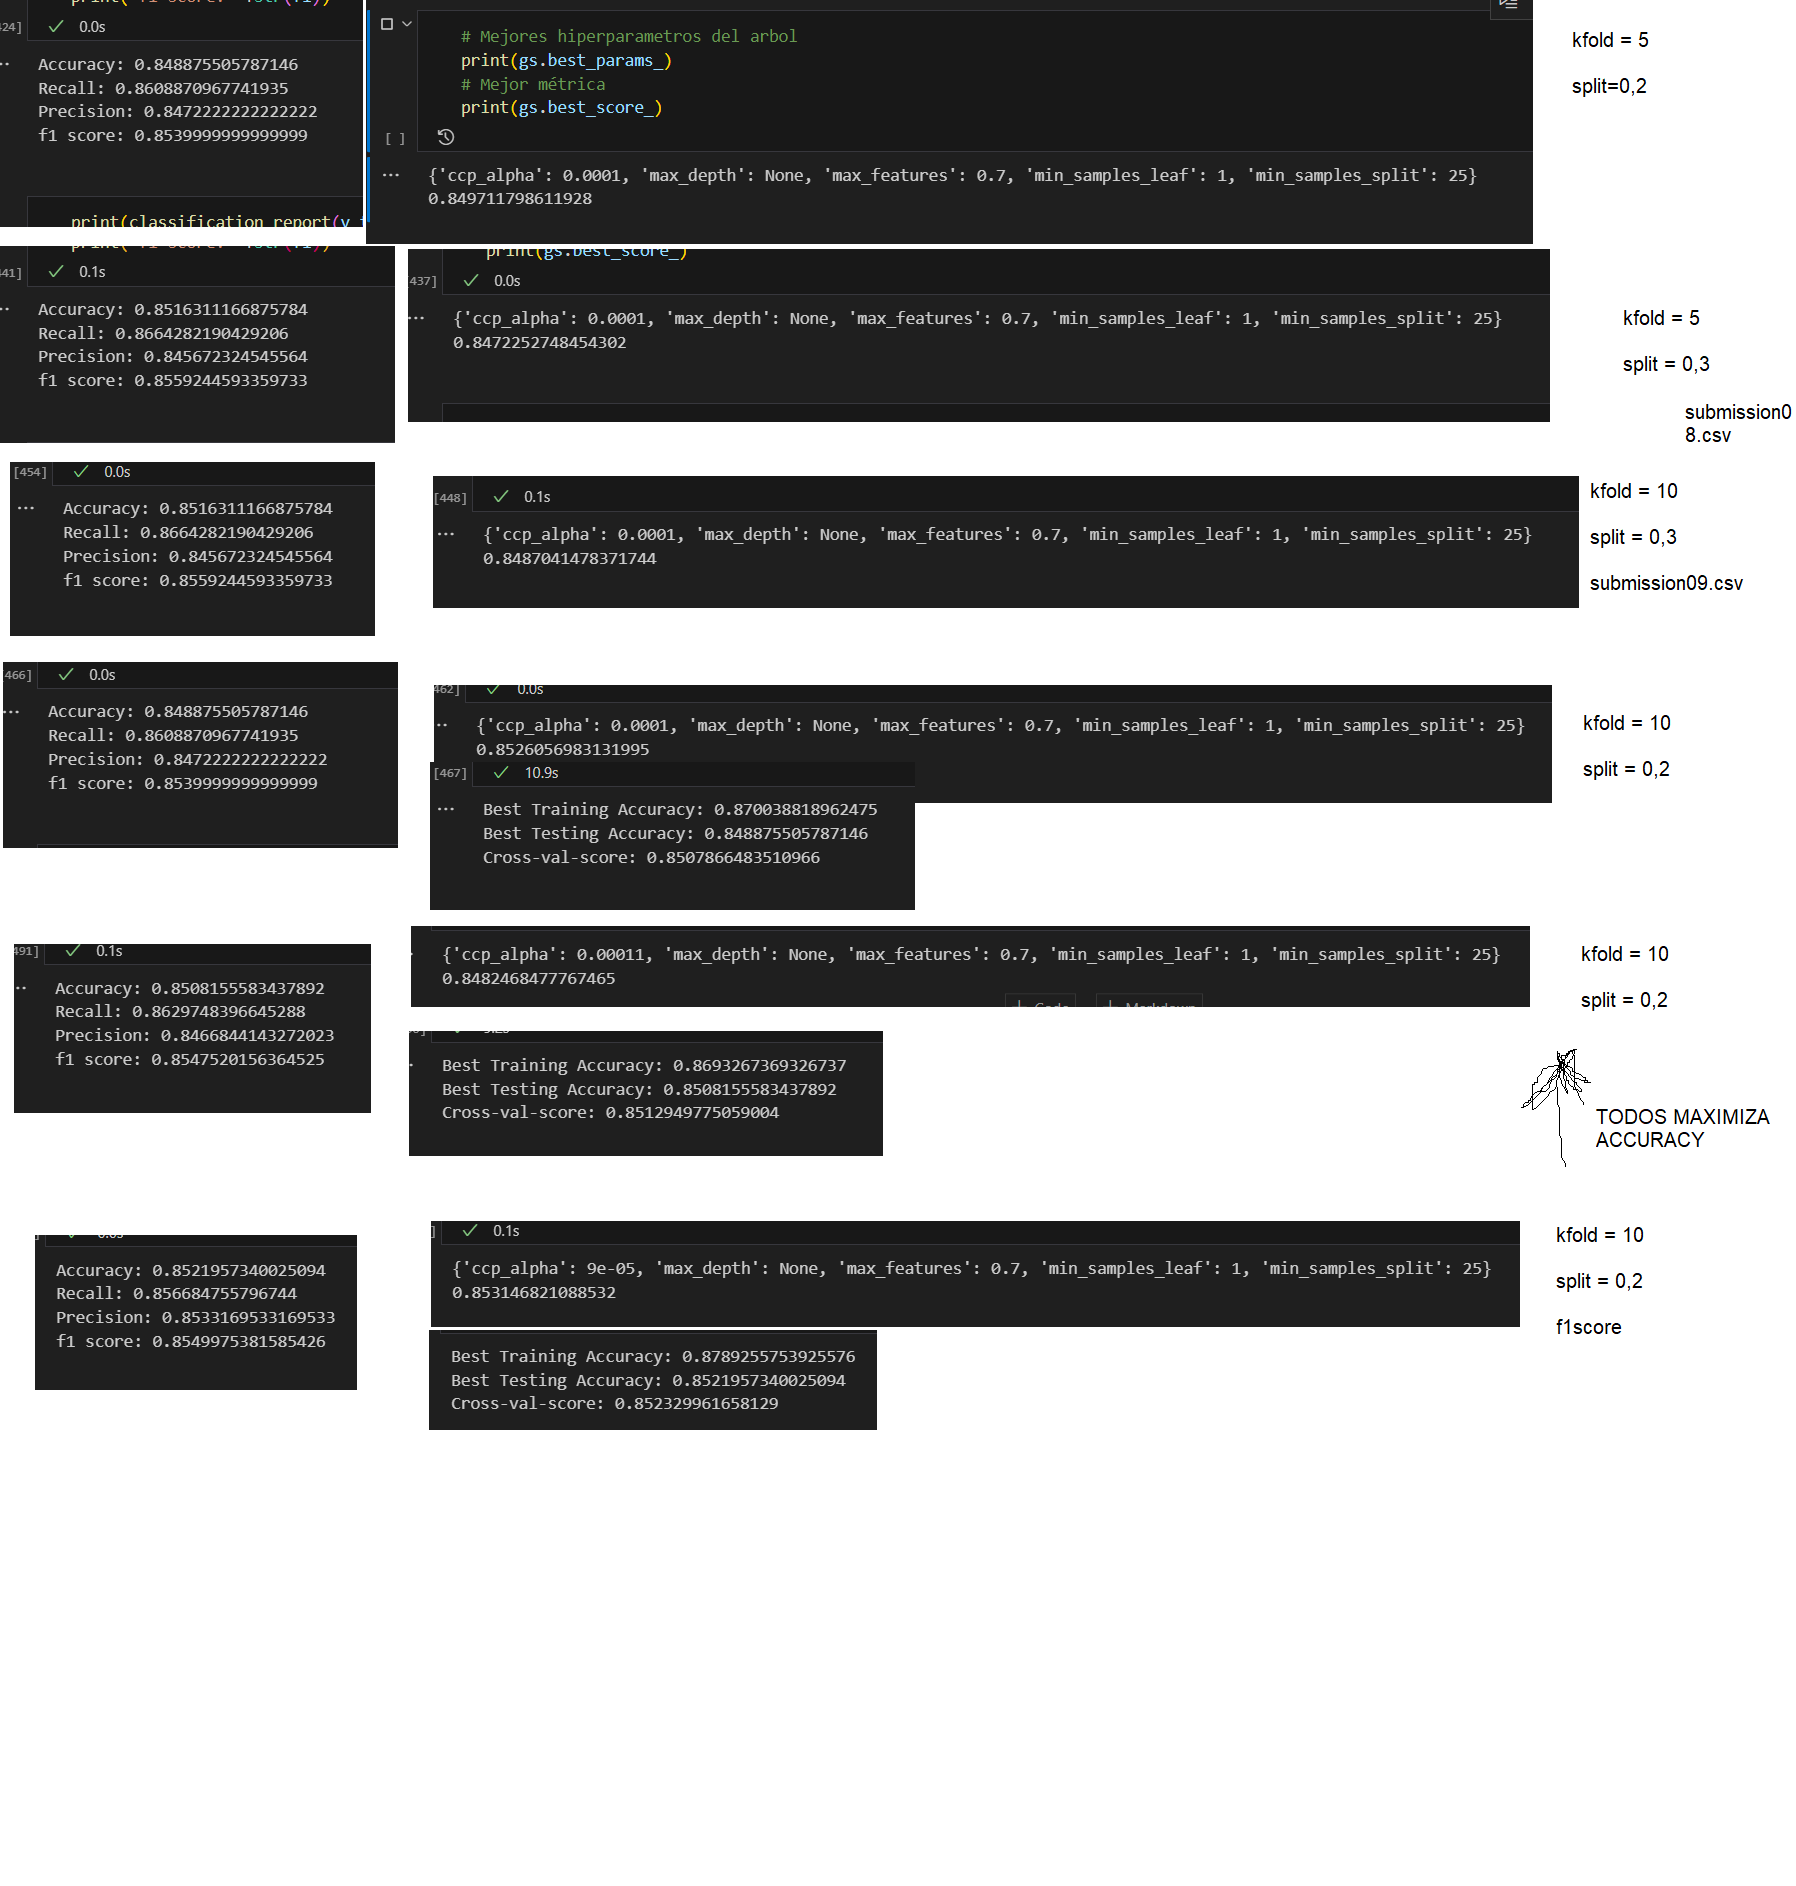 24] 0.0s
Accuracy: 0.848875505787146
Recall: 0.8608870967741935
Precision: 0.8472222222222222
f1 score: 0.8539999999999999
print(classification_report(y_
# Mejores hiperparametros del arbol
print(gs.best_params_)
# Mejor métrica
print(gs.best_score_)
[ ]
{'ccp_alpha': 0.0001, 'max_depth': None, 'max_features': 0.7, 'min_samples_leaf': 1, 'min_samples_split': 25}
0.849711798611928
kfold = 5
split=0,2
41] 0.1s
Accuracy: 0.8516311166875784
Recall: 0.8664282190429206
Precision: 0.845672324545564
f1 score: 0.8559244593359733
print(gs.best_score_)
437] 0.0s
{'ccp_alpha': 0.0001, 'max_depth': None, 'max_features': 0.7, 'min_samples_leaf': 1, 'min_samples_split': 25}
0.8472252748454302
kfold = 5
split = 0,3
submission0
8.csv
[454] 0.0s
Accuracy: 0.8516311166875784
Recall: 0.8664282190429206
Precision: 0.845672324545564
f1 score: 0.8559244593359733
[448] 0.1s
{'ccp_alpha': 0.0001, 'max_depth': None, 'max_features': 0.7, 'min_samples_leaf': 1, 'min_samples_split': 25}
0.8487041478371744
kfold = 10
split = 0,3
submission09.csv
466] 0.0s
Accuracy: 0.848875505787146
Recall: 0.8608870967741935
Precision: 0.8472222222222222
f1 score: 0.8539999999999999
462] 0.0s
{'ccp_alpha': 0.0001, 'max_depth': None, 'max_features': 0.7, 'min_samples_leaf': 1, 'min_samples_split': 25}
0.8526056983131995
[467] 10.9s
Best Training Accuracy: 0.870038818962475
Best Testing Accuracy: 0.848875505787146
Cross-val-score: 0.8507866483510966
kfold = 10
split = 0,2
491] 0.1s
Accuracy: 0.8508155583437892
Recall: 0.8629748396645288
Precision: 0.8466844143272023
f1 score: 0.8547520156364525
{'ccp_alpha': 0.00011, 'max_depth': None, 'max_features': 0.7, 'min_samples_leaf': 1, 'min_samples_split': 25}
0.8482468477767465
Best Training Accuracy: 0.8693267369326737
Best Testing Accuracy: 0.8508155583437892
Cross-val-score: 0.8512949775059004
kfold = 10
split = 0,2
TODOS MAXIMIZA
ACCURACY
Accuracy: 0.8521957340025094
Recall: 0.856684755796744
Precision: 0.8533169533169533
f1 score: 0.8549975381585426
] 0.1s
{'ccp_alpha': 9e-05, 'max_depth': None, 'max_features': 0.7, 'min_samples_leaf': 1, 'min_samples_split': 25}
0.853146821088532
Best Training Accuracy: 0.8789255753925576
Best Testing Accuracy: 0.8521957340025094
Cross-val-score: 0.852329961658129
kfold = 10
split = 0,2
f1score